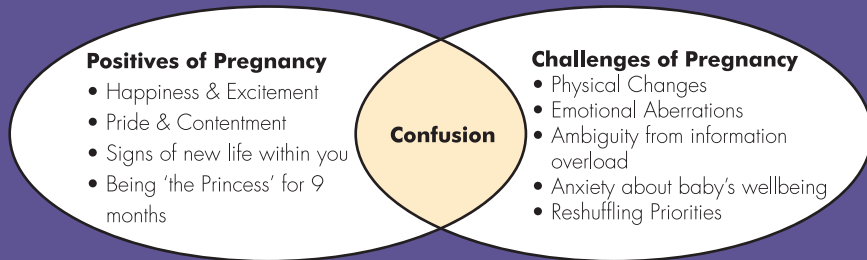 Positives of Pregnancy
• Happiness & Excitement
• Pride & Contentment
• Signs of new life within you
• Being ‘the Princess’ for 9
months
Confusion
Challenges of Pregnancy
• Physical Changes
• Emotional Aberrations
• Ambiguity from information
overload
• Anxiety about baby’s wellbeing
• Reshuffling Priorities